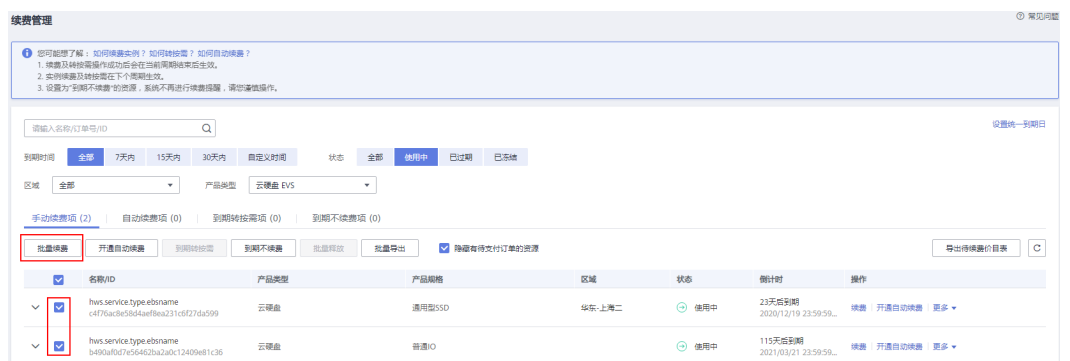 续费管理
常见问题
您可能想了解：如何续费实例？ 如何转按需？ 如何自动续费？
1. 续费及转按需操作成功后会在当前周期结束后生效。
2. 实例续费及转按需在下个周期生效。
3. 设置为“到期不续费”的资源，系统不再进行续费提醒，请您谨慎操作。
请输入名称/订单号/ID
设置统一到期日
到期时间 全部 7天内 15天内 30天内 自定义时间 状态 全部 使用中 已过期 已冻结
区域 全部 产品类型 云硬盘 EVS
手动续费项 (2) 自动续费项 (0) 到期转按需项 (0) 到期不续费项 (0)
批量续费 开通自动续费 到期转按需 到期不续费 批量释放 批量导出 隐藏有待支付订单的资源 导出待续费价目表
名称/ID 产品类型 产品规格 区域 状态 倒计时 操作
hws.service.type.ebsname 云硬盘 通用型SSD 华东-上海二 使用中 23天后到期 续费 开通自动续费 更多
c4f76ac8e58d4aef8ea231c6f27da599 2020/12/19 23:59:59...
hws.service.type.ebsname 云硬盘 普通IO 使用中 115天后到期 续费 开通自动续费 更多
b490af0d7e56462ba2a0c12409e81c36 2021/03/21 23:59:59...